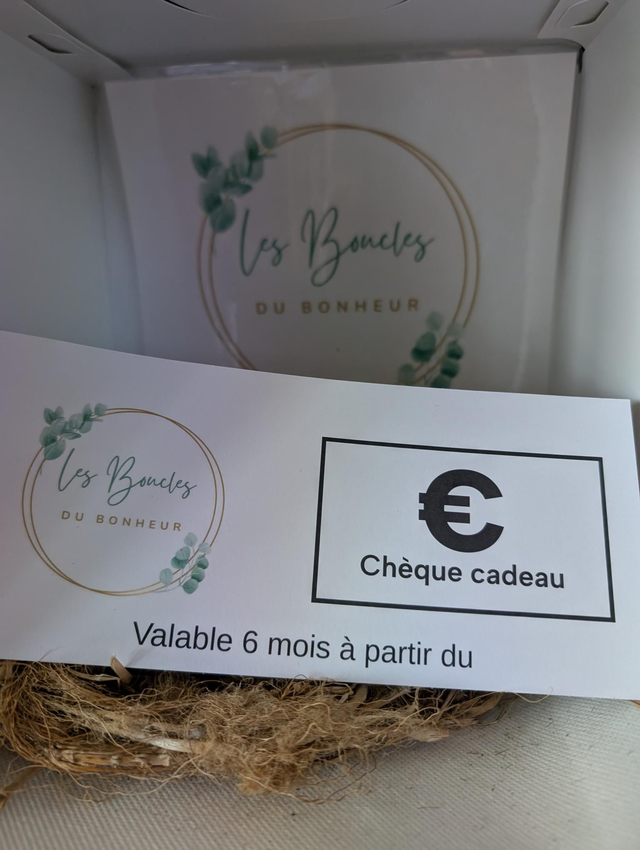 Les Boucles
DU BONHEUR
Les Boucles
DU BONHEUR
€
Chèque cadeau
Valable 6 mois à partir du